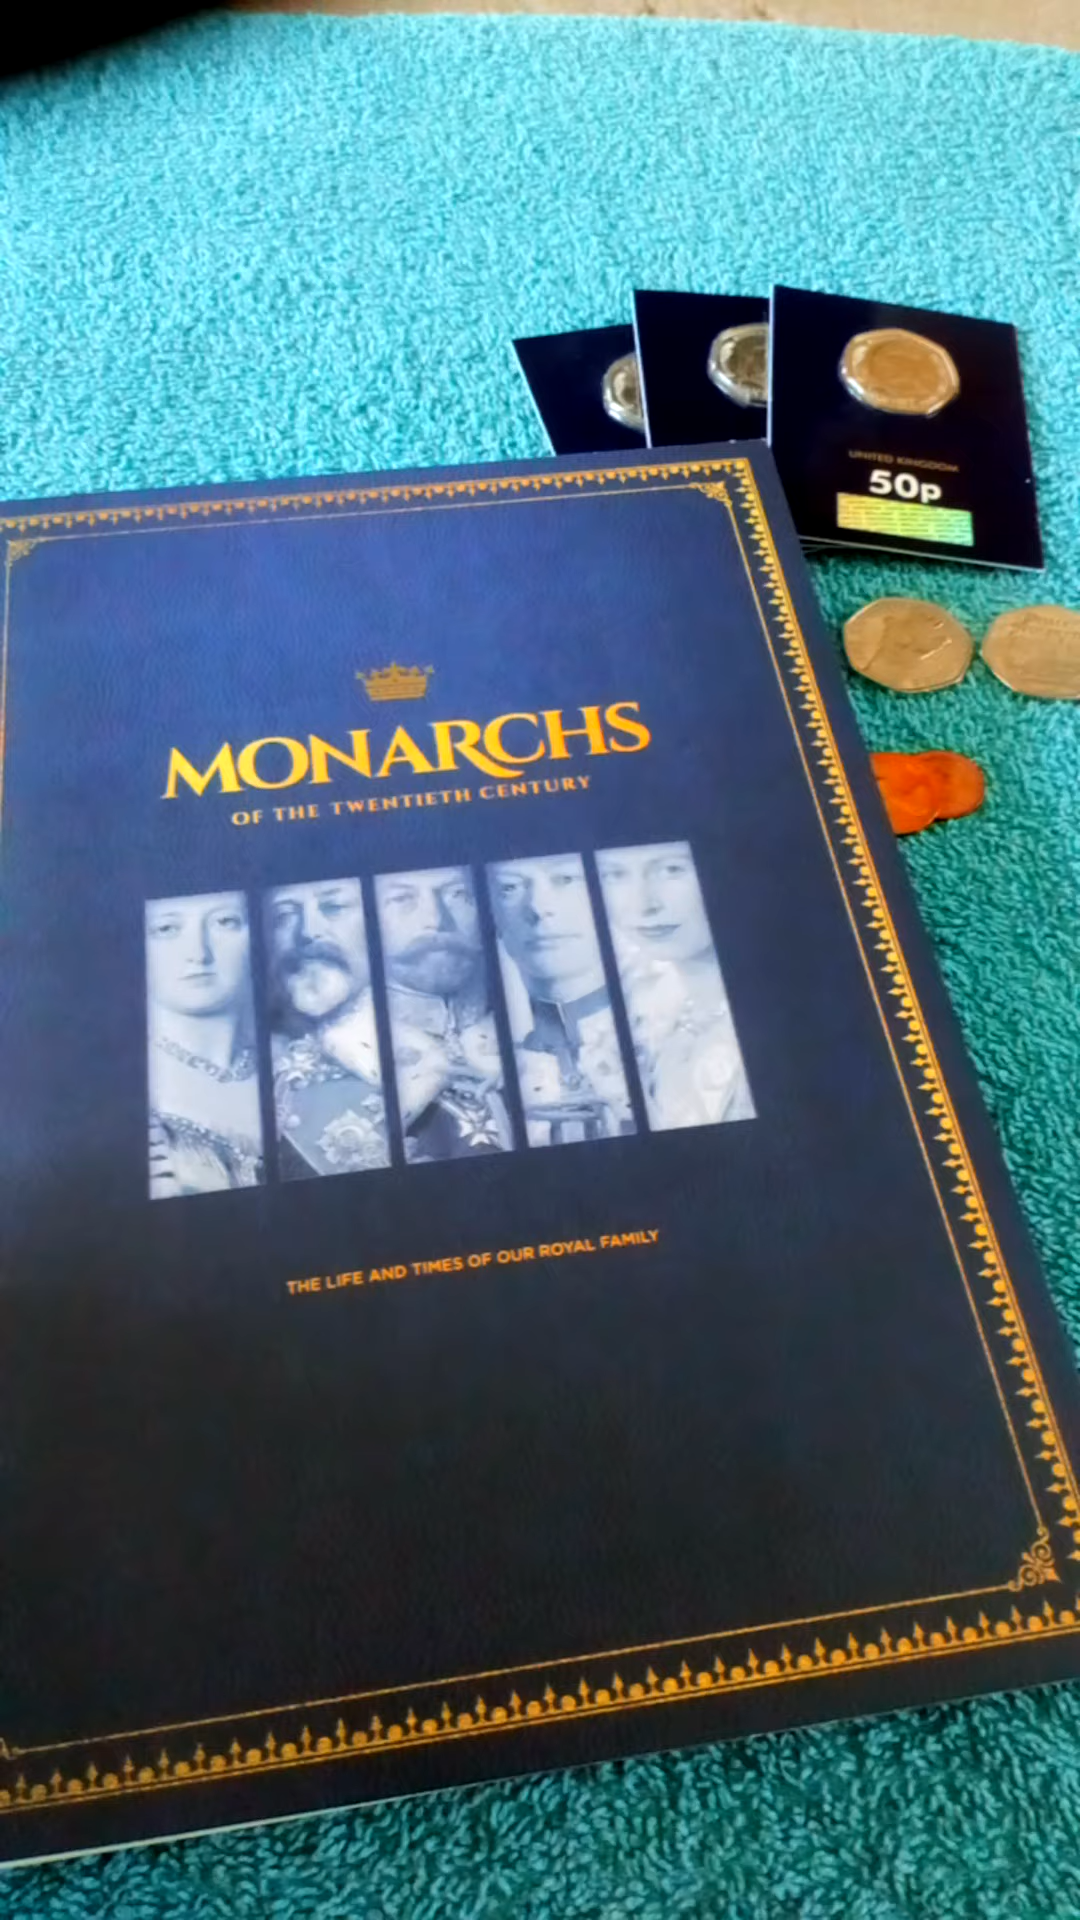 UNITED KINGDOM
50p
MONARCHS
OF THE TWENTIETH CENTURY
THE LIFE AND TIMES OF OUR ROYAL FAMILY